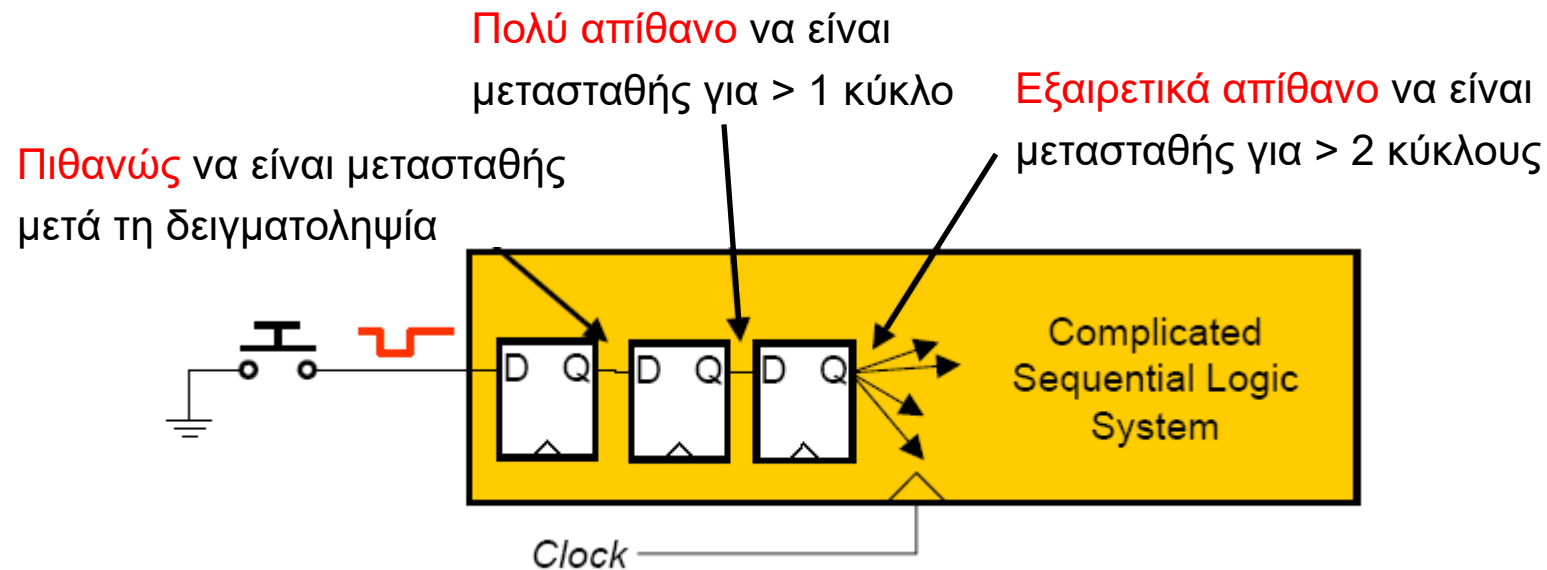 Πολύ απίθανο να είναι
μετασταθής για > 1 κύκλο
Εξαιρετικά απίθανο να είναι
μετασταθής για > 2 κύκλους
Πιθανώς να είναι μετασταθής
μετά τη δειγματοληψία
D Q D Q D Q
Complicated
Sequential Logic
System
Clock